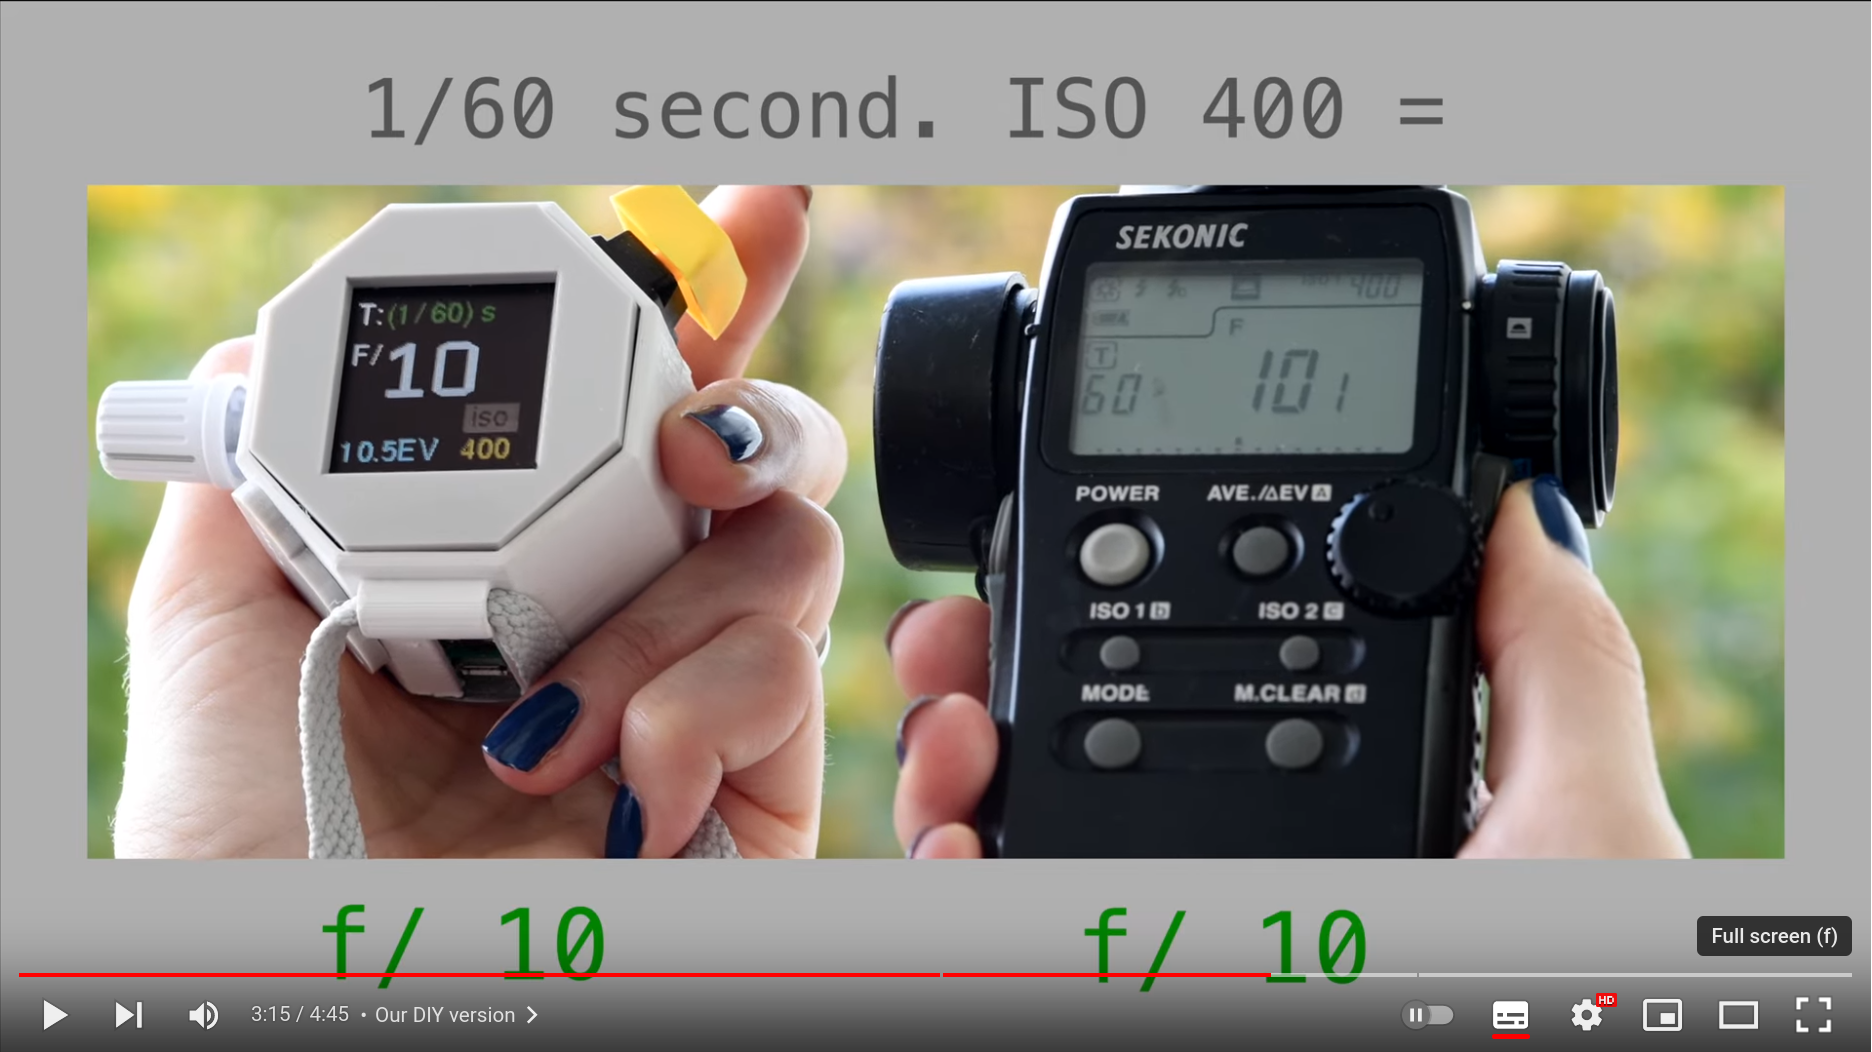 1/60 second. ISO 400 =
T:(1/60) s
F/10
iso
10.5EV 400
SEKONIC
ISO 1 400
F
T
60 10 1
POWER AVE./ΔEV A
ISO 1 b ISO 2 c
MODE M.CLEAR d
f/ 10 f/ 10
Full screen (f)
3:15 / 4:45 • Our DIY version
HD